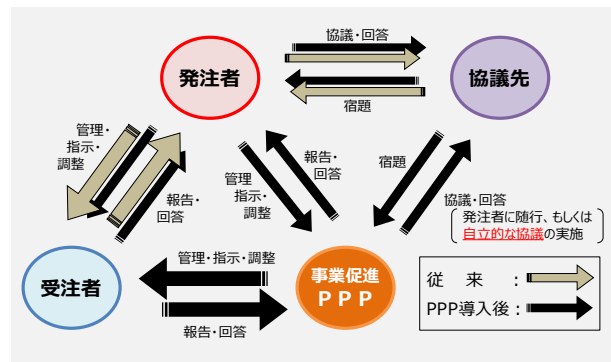 協議・回答
発注者
協議先
宿題
管理・
指示・
調整
報告・
回答
管理
指示・
調整
報告・
回答
宿題
協議・回答
発注者に随行、もしくは
自立的な協議の実施
受注者
管理・指示・調整
報告・回答
事業促進
PPP
従　来　：
PPP導入後：